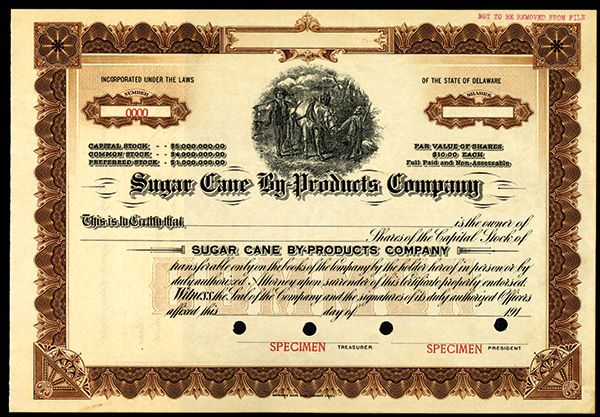 NOT TO BE REMOVED FROM FILE
INCORPORATED UNDER THE LAWS
OF THE STATE OF DELAWARE
NUMBER
SHARES
0000
CAPITAL STOCK - - $5,000,000.00
COMMON STOCK - - $4,000,000.00
PREFERRED STOCK - $1,000,000.00
PAR VALUE OF SHARES
$10.00 EACH
Full Paid and Non-Assessable
Sugar Cane By-Products Company
This is to Certify that
is the owner of
Shares of the Capital Stock of
SUGAR CANE BY-PRODUCTS COMPANY
transferable only on the books of the Company by the holder hereof in person or by
duly authorized Attorney upon surrender of this Certificate properly endorsed.
Witness the Seal of the Company and the signatures of its duly authorized Officers
affixed this day of 191
SPECIMEN TREASURER SPECIMEN PRESIDENT